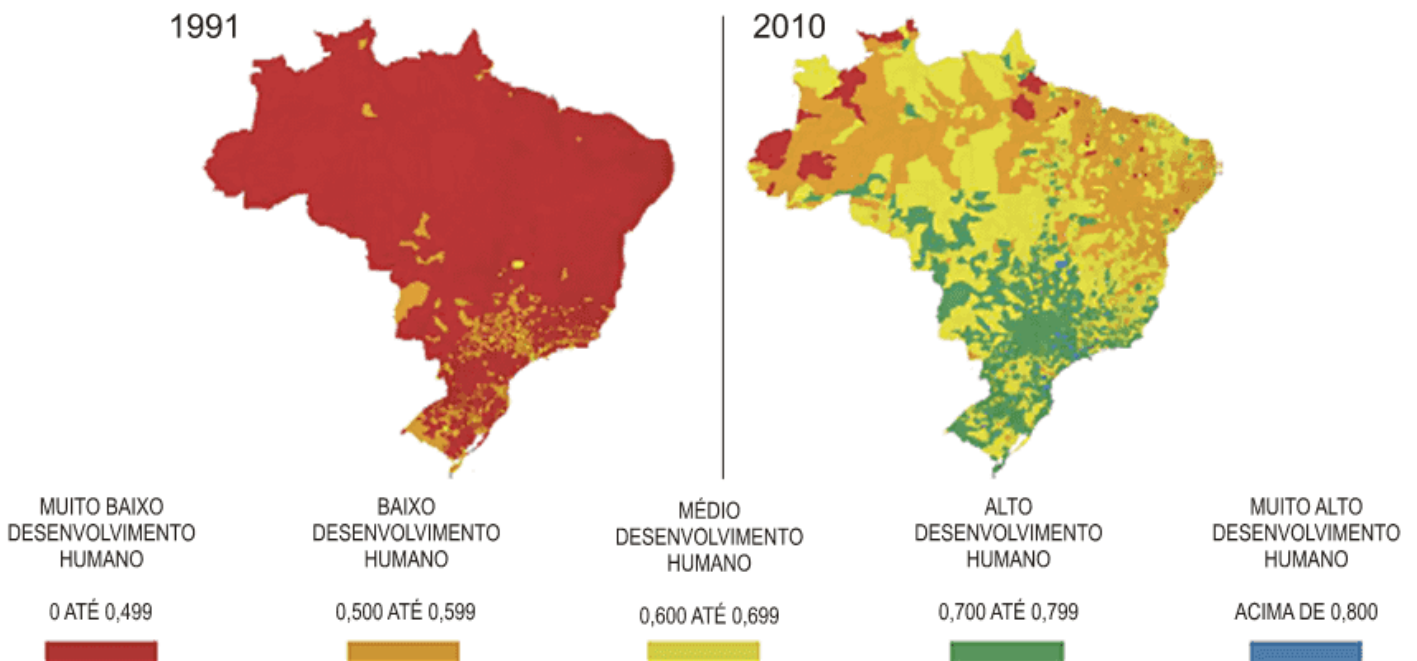 1991
2010
MUITO BAIXO
DESENVOLVIMENTO
HUMANO
0 ATÉ 0,499
BAIXO
DESENVOLVIMENTO
HUMANO
0,500 ATÉ 0,599
MÉDIO
DESENVOLVIMENTO
HUMANO
0,600 ATÉ 0,699
ALTO
DESENVOLVIMENTO
HUMANO
0,700 ATÉ 0,799
MUITO ALTO
DESENVOLVIMENTO
HUMANO
ACIMA DE 0,800